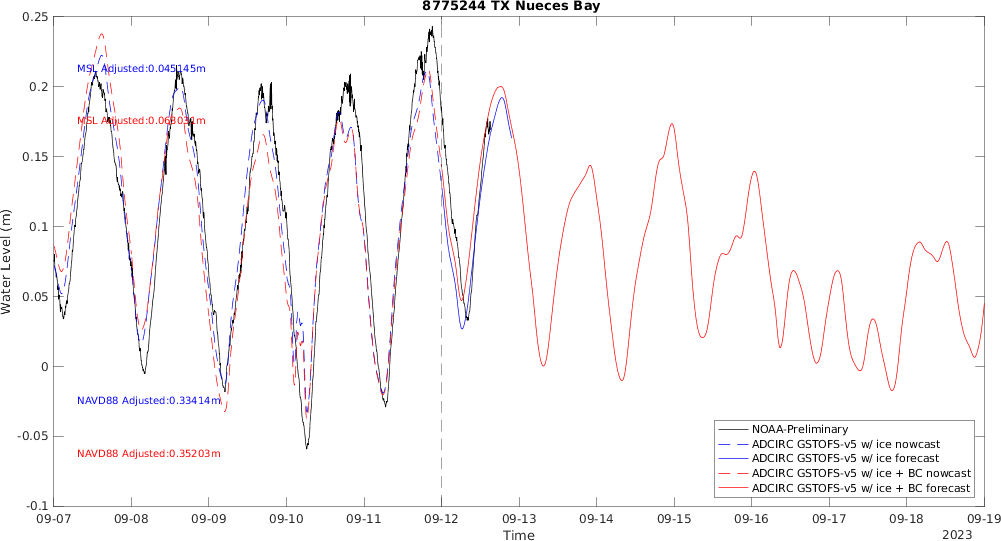 8775244 TX Nueces Bay
0.25
0.2
0.15
0.1
0.05
0
-0.05
-0.1
Water Level (m)
MSL Adjusted:0.045145m
MSL Adjusted:0.063031m
NAVD88 Adjusted:0.33414m
NAVD88 Adjusted:0.35203m
NOAA-Preliminary
ADCIRC GSTOFS-v5 w/ ice nowcast
ADCIRC GSTOFS-v5 w/ ice forecast
ADCIRC GSTOFS-v5 w/ ice + BC nowcast
ADCIRC GSTOFS-v5 w/ ice + BC forecast
09-07 09-08 09-09 09-10 09-11 09-12 09-13 09-14 09-15 09-16 09-17 09-18 09-19
Time
2023